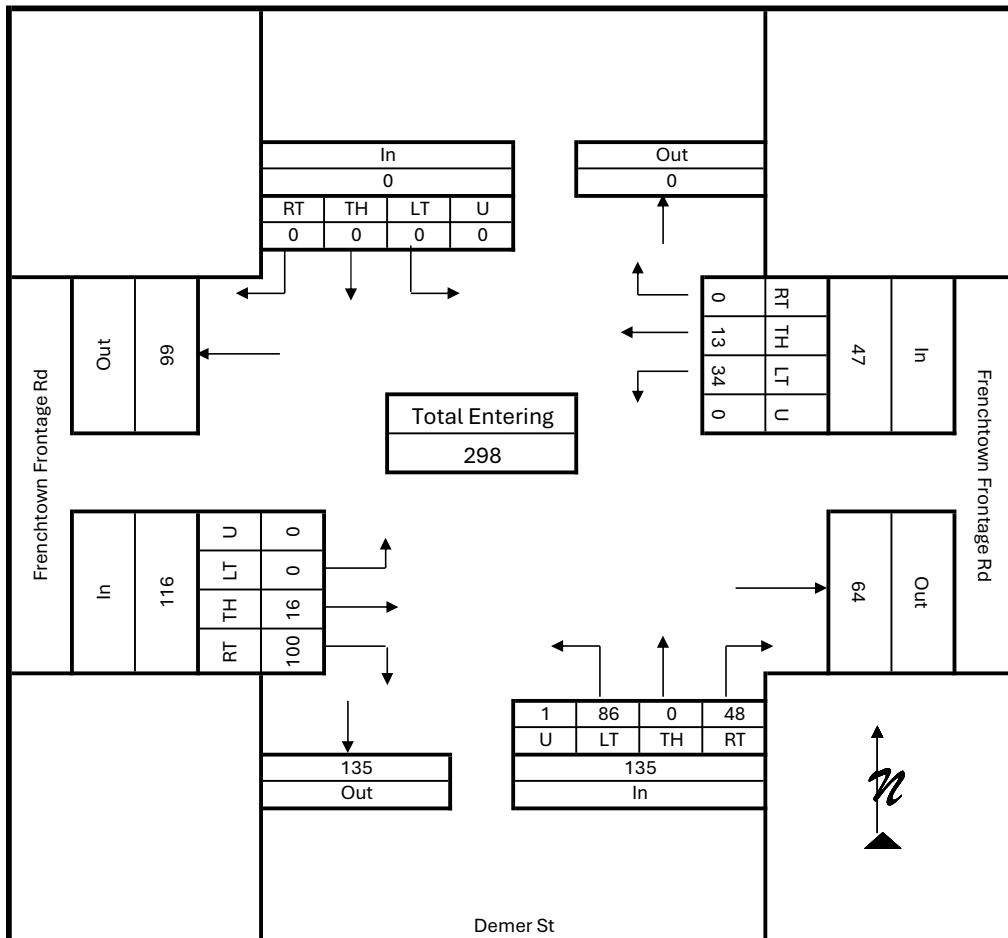 In
0
RT TH LT U
0 0 0 0
Out
0
Out
99
0 RT
13 TH
34 LT
0 U
47
In
Frenchtown Frontage Rd
Frenchtown Frontage Rd
Total Entering
298
In
116
U 0
LT 0
TH 16
RT 100
64
Out
1 86 0 48
U LT TH RT
135
In
135
Out
N
Demer St